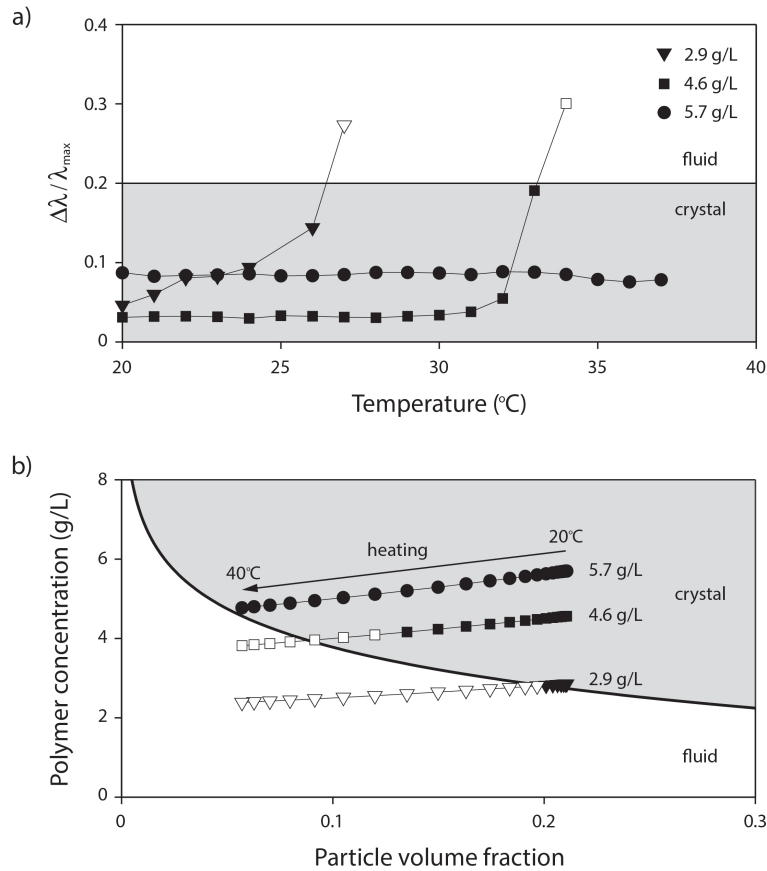 a)
0.4
0.3
0.2
0.1
0
Δλ / λmax
2.9 g/L
4.6 g/L
5.7 g/L
fluid
crystal
20
25
30
35
40
Temperature (°C)
b)
8
6
4
2
0
Polymer concentration (g/L)
20°C
heating
40°C
5.7 g/L
crystal
4.6 g/L
2.9 g/L
fluid
0
0.1
0.2
0.3
Particle volume fraction